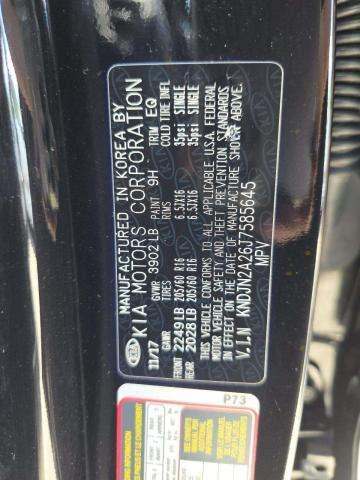 MANUFACTURED IN KOREA BY
KIA MOTORS CORPORATION
11/17 GVWR 3902LB PAINT 9H TRIM EQ
GAWR TIRES RIMS COLD TIRE INFL
FRONT 2249LB 205/60 R16 6.5JX16 35psi SINGLE
REAR 2028LB 205/60 R16 6.5JX16 35psi SINGLE
THIS VEHICLE CONFORMS TO ALL APPLICABLE U.S.A. FEDERAL
MOTOR VEHICLE SAFETY AND THEFT PREVENTION STANDARDS
IN EFFECT ON THE DATE OF MANUFACTURE SHOWN ABOVE.
V.I.N KNDJN2A26J7585645
MPV
KIA
P73